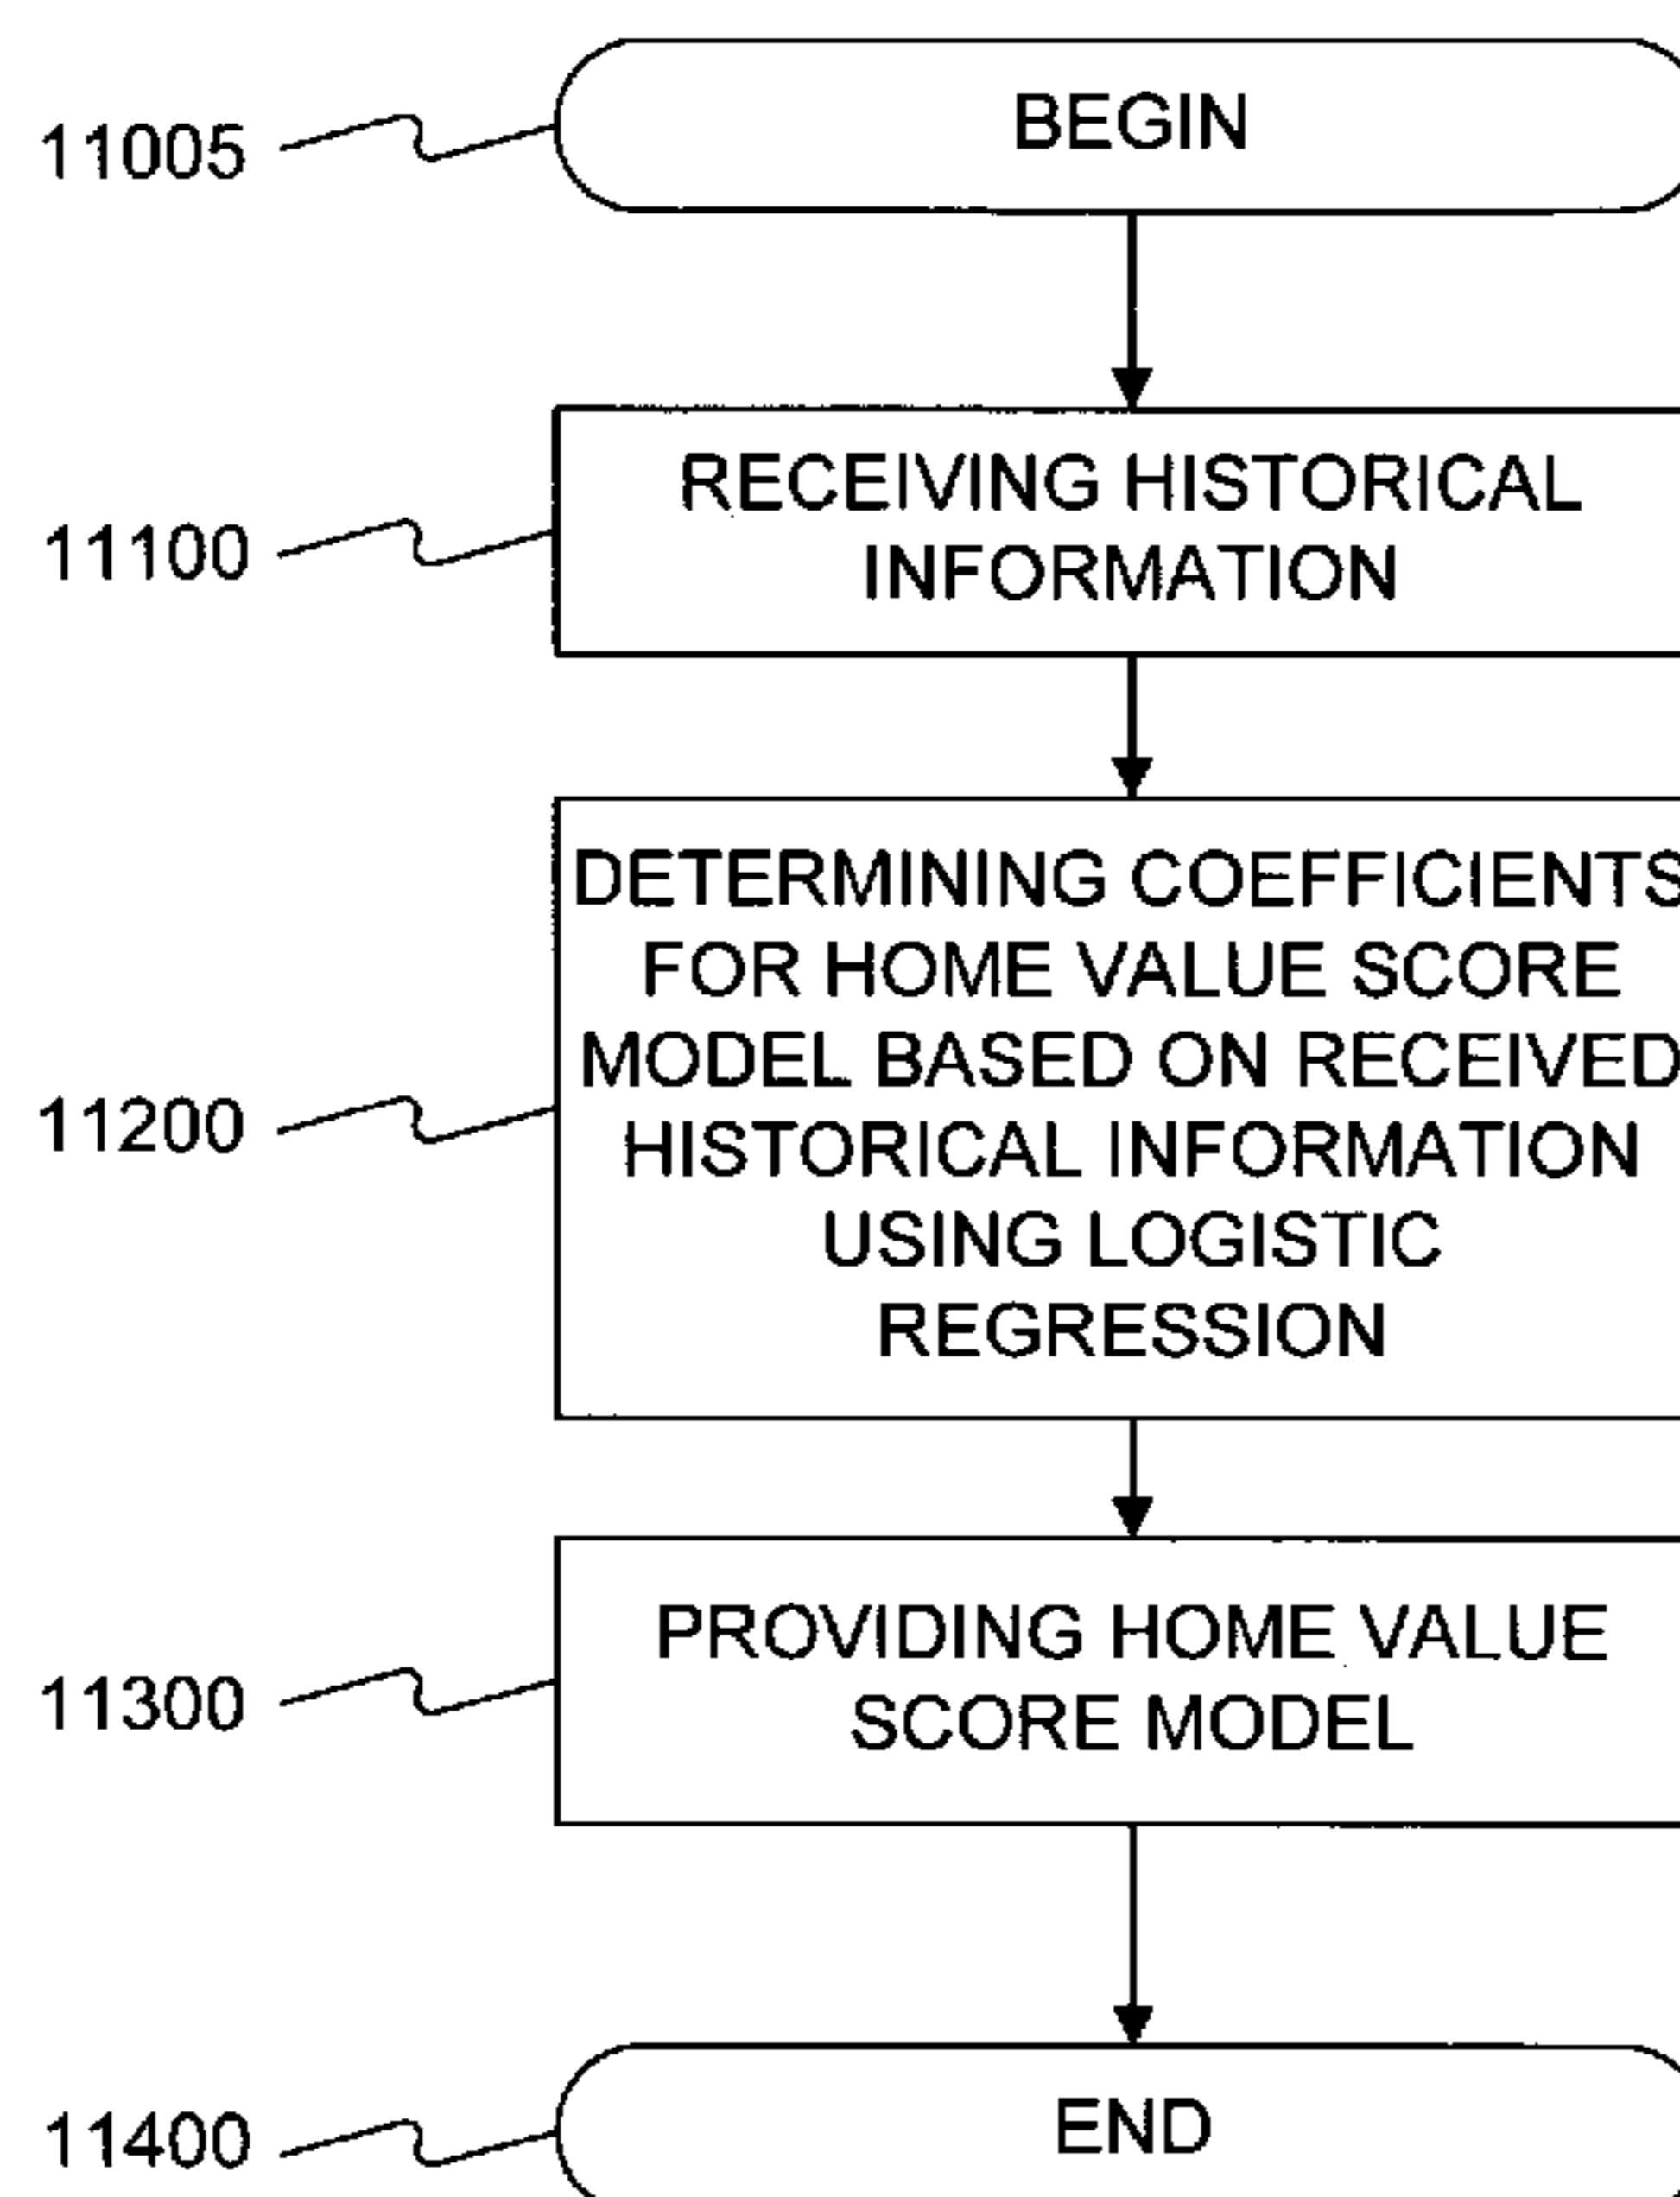 11005
BEGIN
11100
RECEIVING HISTORICAL
INFORMATION
11200
DETERMINING COEFFICIENTS
FOR HOME VALUE SCORE
MODEL BASED ON RECEIVED
HISTORICAL INFORMATION
USING LOGISTIC
REGRESSION
11300
PROVIDING HOME VALUE
SCORE MODEL
11400
END